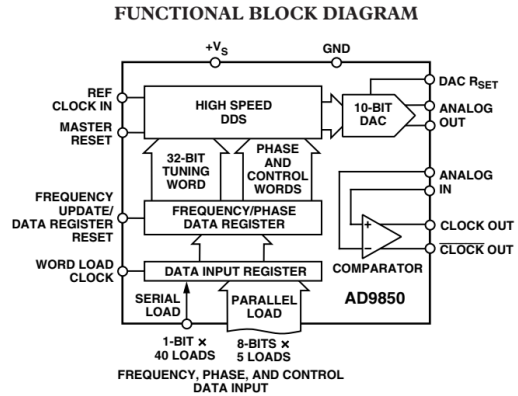 FUNCTIONAL BLOCK DIAGRAM
+VS
GND
REF
CLOCK IN
MASTER
RESET
FREQUENCY
UPDATE/
DATA REGISTER
RESET
WORD LOAD
CLOCK
HIGH SPEED
DDS
10-BIT
DAC
DAC RSET
ANALOG
OUT
32-BIT
TUNING
WORD
PHASE
AND
CONTROL
WORDS
FREQUENCY/PHASE
DATA REGISTER
DATA INPUT REGISTER
ANALOG
IN
+
–
CLOCK OUT
CLOCK OUT
COMPARATOR
AD9850
SERIAL
LOAD
PARALLEL
LOAD
1-BIT ×
40 LOADS
8-BITS ×
5 LOADS
FREQUENCY, PHASE, AND CONTROL
DATA INPUT